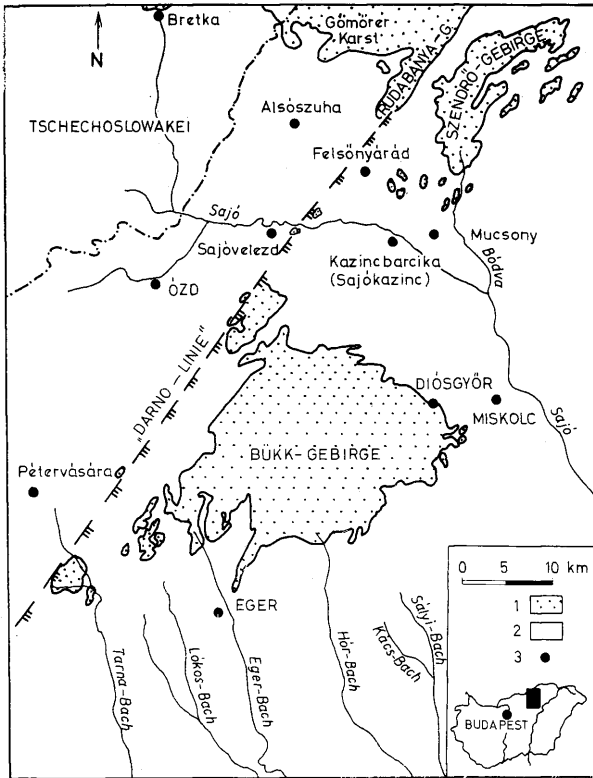 Bretka
Gömörer
Karst
RUDABÁNYA-G.
SZENDRŐ-GEBIRGE
N
Alsószuha
TSCHECHOSLOWAKEI
Felsőnyárád
Sajó
Sajóvelezd
Mucsony
Kazincbarcika
(Sajókazinc)
Bódva
ÓZD
"DARNO-LINIE"
DIÓSGYŐR
MISKOLC
Sajó
BÜKK-GEBIRGE
Pétervására
0 5 10 km
1
2
3
EGER
Tarna-Bach
Lókos-Bach
Eger-Bach
Hór-Bach
Kács-Bach
Sályi-Bach
BUDAPEST